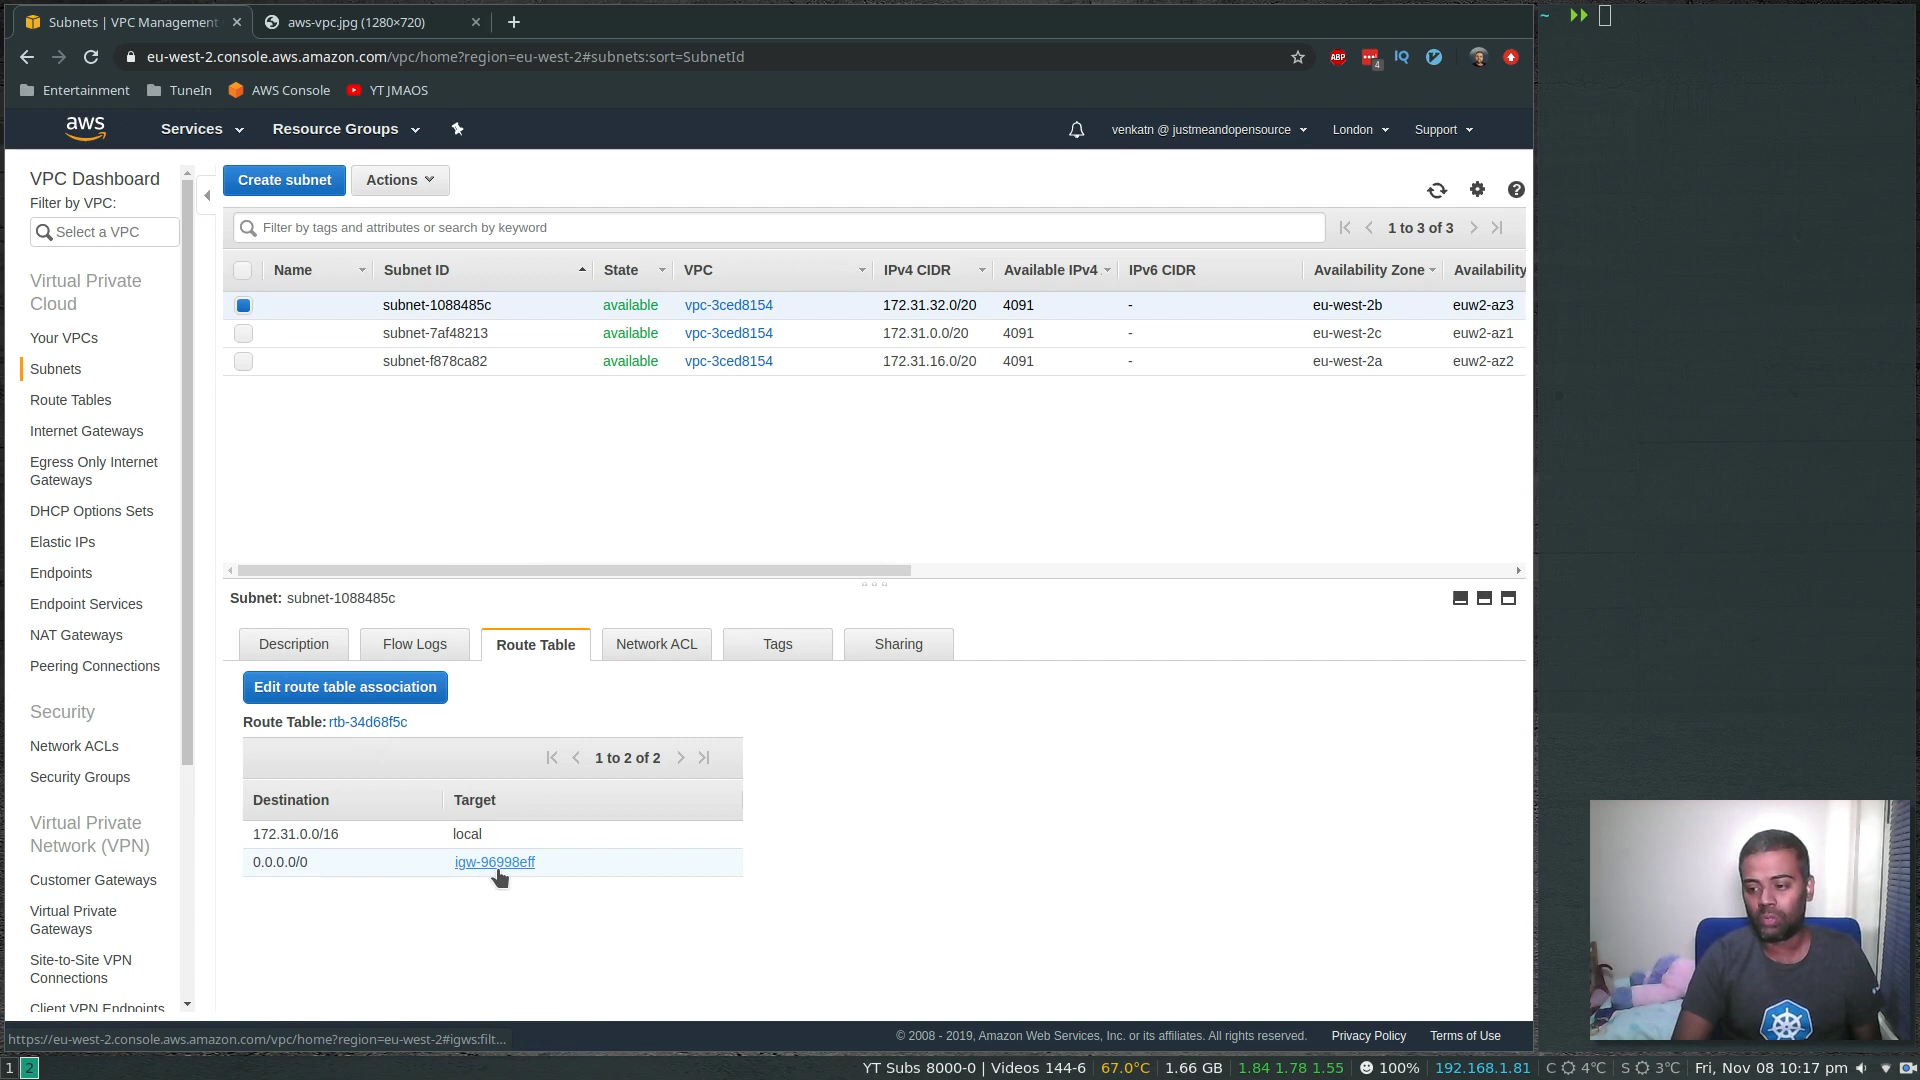 Subnets | VPC Management
aws-vpc.jpg (1280×720)
eu-west-2.console.aws.amazon.com/vpc/home?region=eu-west-2#subnets:sort=SubnetId
ABP
4
IQ
Entertainment
TuneIn
AWS Console
YT JMAOS
aws
Services
Resource Groups
venkatn @ justmeandopensource
London
Support
VPC Dashboard
Filter by VPC:
Select a VPC
Virtual Private
Cloud
Your VPCs
Subnets
Route Tables
Internet Gateways
Egress Only Internet
Gateways
DHCP Options Sets
Elastic IPs
Endpoints
Endpoint Services
NAT Gateways
Peering Connections
Security
Network ACLs
Security Groups
Virtual Private
Network (VPN)
Customer Gateways
Virtual Private
Gateways
Site-to-Site VPN
Connections
Client VPN Endpoints
Create subnet
Actions
Filter by tags and attributes or search by keyword
1 to 3 of 3
Name Subnet ID State VPC IPv4 CIDR Available IPv4 IPv6 CIDR Availability Zone Availability
subnet-1088485c available vpc-3ced8154 172.31.32.0/20 4091 - eu-west-2b euw2-az3
subnet-7af48213 available vpc-3ced8154 172.31.0.0/20 4091 - eu-west-2c euw2-az1
subnet-f878ca82 available vpc-3ced8154 172.31.16.0/20 4091 - eu-west-2a euw2-az2
Subnet: subnet-1088485c
Description
Flow Logs
Route Table
Network ACL
Tags
Sharing
Edit route table association
Route Table: rtb-34d68f5c
1 to 2 of 2
Destination Target
172.31.0.0/16 local
0.0.0.0/0 igw-96998eff
https://eu-west-2.console.aws.amazon.com/vpc/home?region=eu-west-2#igws:filt...
© 2008 - 2019, Amazon Web Services, Inc. or its affiliates. All rights reserved.
Privacy Policy
Terms of Use
~
1 2
YT Subs 8000-0 | Videos 144-6 67.0°C 1.66 GB 1.84 1.78 1.55 100% 192.168.1.81 C 4°C S 3°C Fri, Nov 08 10:17 pm